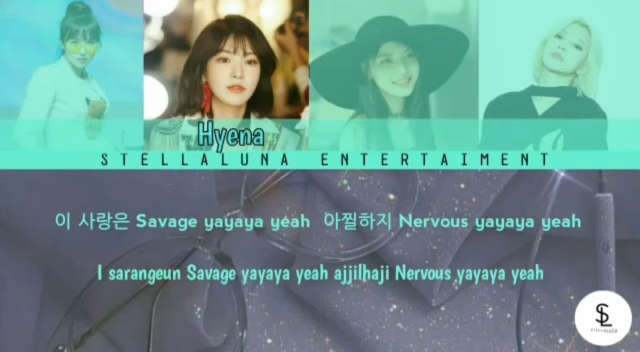 Hyena
STELLALUNA ENTERTAIMENT
이 사랑은 Savage yayaya yeah 아찔하지 Nervous yayaya yeah
I sarangeun Savage yayaya yeah ajjilhaji Nervous yayaya yeah
SL